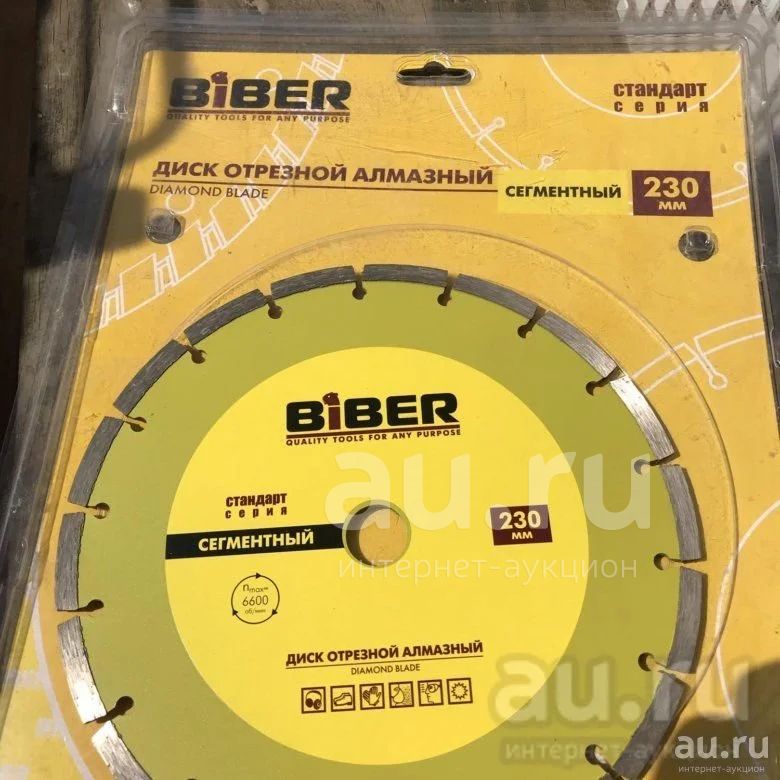 BiBER
QUALITY TOOLS FOR ANY PURPOSE
стандарт
серия
ДИСК ОТРЕЗНОЙ АЛМАЗНЫЙ
DIAMOND BLADE
СЕГМЕНТНЫЙ
230
ММ
BiBER
QUALITY TOOLS FOR ANY PURPOSE
стандарт
серия
СЕГМЕНТНЫЙ
230
ММ
nmax=
6600
об/мин
ДИСК ОТРЕЗНОЙ АЛМАЗНЫЙ
DIAMOND BLADE
au.ru
интернет-аукцион
au.ru
интернет-аукцион
au.ru
интернет-аукцион